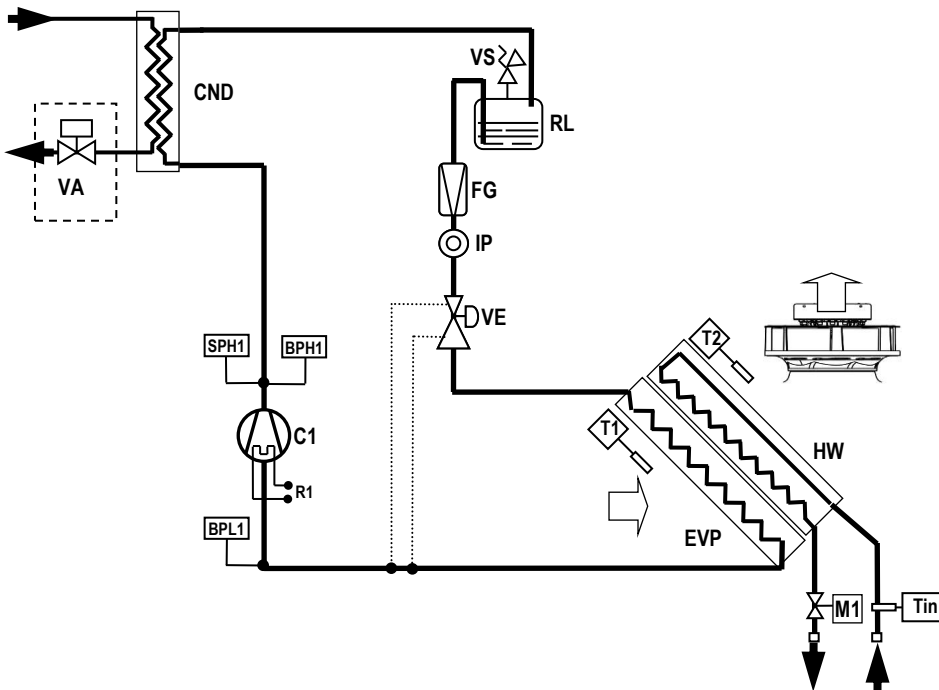 VS
CND
RL
VA
FG
IP
VE
SPH1
BPH1
T2
T1
C1
HW
R1
BPL1
EVP
M1
Tin